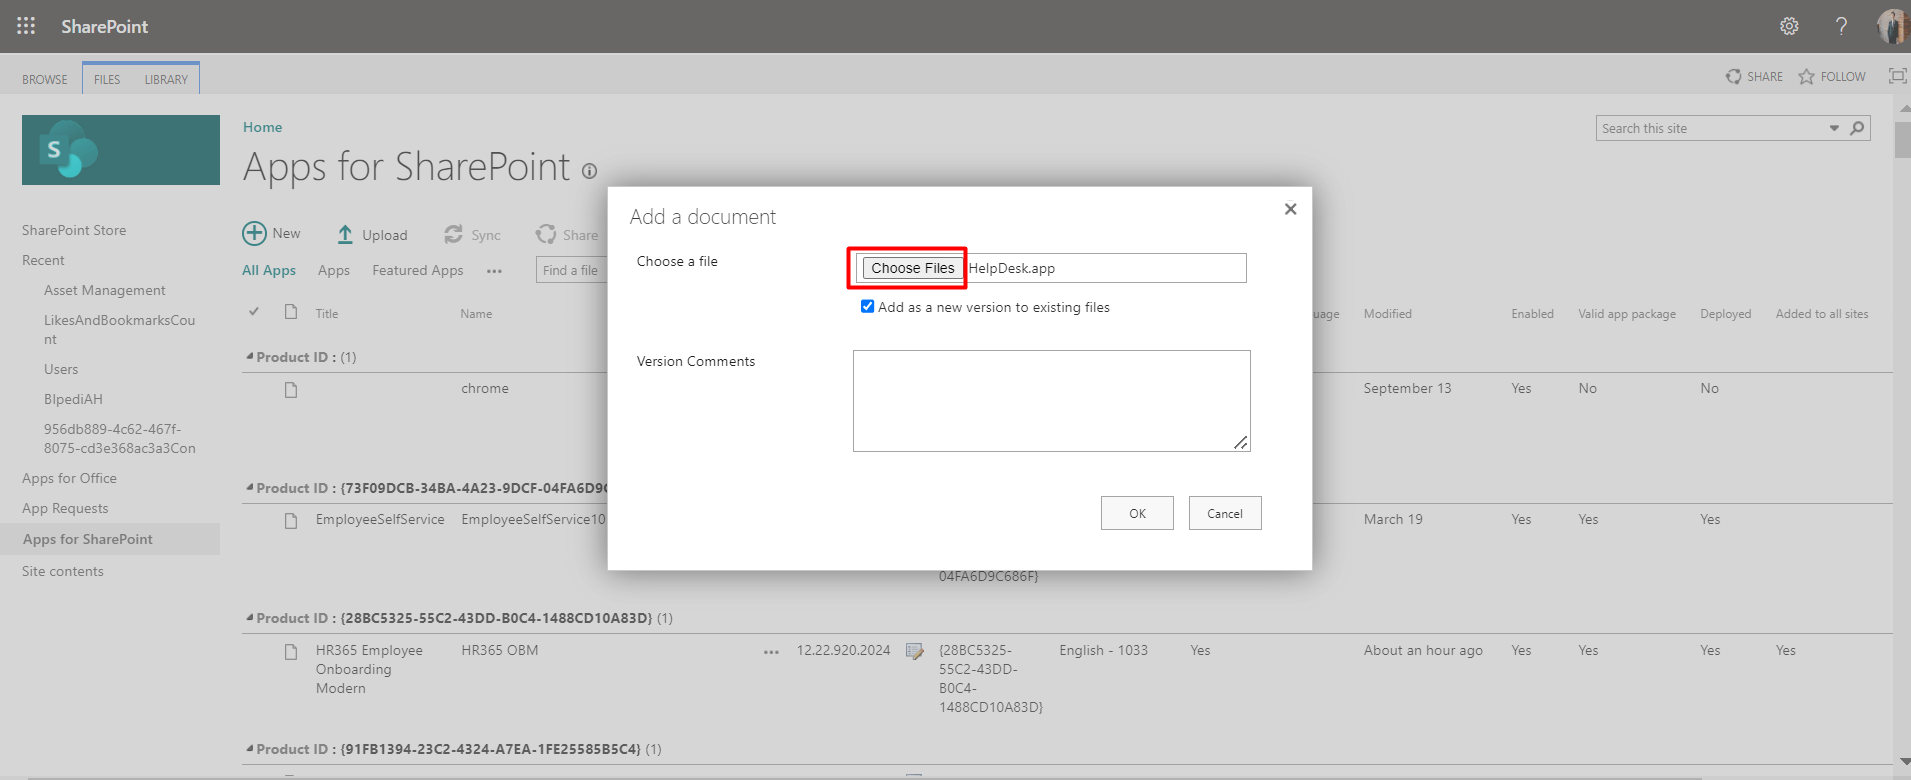 SharePoint
BROWSE FILES LIBRARY SHARE FOLLOW
S
Home
Search this site
Apps for SharePoint
New Upload Sync Share
All Apps Apps Featured Apps ••• Find a file
Title Name Modified Enabled Valid app package Deployed Added to all sites
SharePoint Store
Recent
Asset Management
LikesAndBookmarksCou
nt
Users
BIpediAH
956db889-4c62-467f-
8075-cd3e368ac3a3Con
Apps for Office
App Requests
Apps for SharePoint
Site contents
Add a document
Choose a file
Choose Files HelpDesk.app
Add as a new version to existing files
Version Comments
OK Cancel
Product ID : (1)
chrome September 13 Yes No No
Product ID : {73F09DCB-34BA-4A23-9DCF-04FA6D9C
EmployeeSelfService EmployeeSelfService10 March 19 Yes Yes Yes
04FA6D9C686F}
Product ID : {28BC5325-55C2-43DD-B0C4-1488CD10A83D} (1)
HR365 Employee HR365 OBM ••• 12.22.920.2024 {28BC5325- English - 1033 Yes About an hour ago Yes Yes Yes Yes
Onboarding 55C2-43DD-
Modern B0C4-
1488CD10A83D}
Product ID : {91FB1394-23C2-4324-A7EA-1FE25585B5C4} (1)